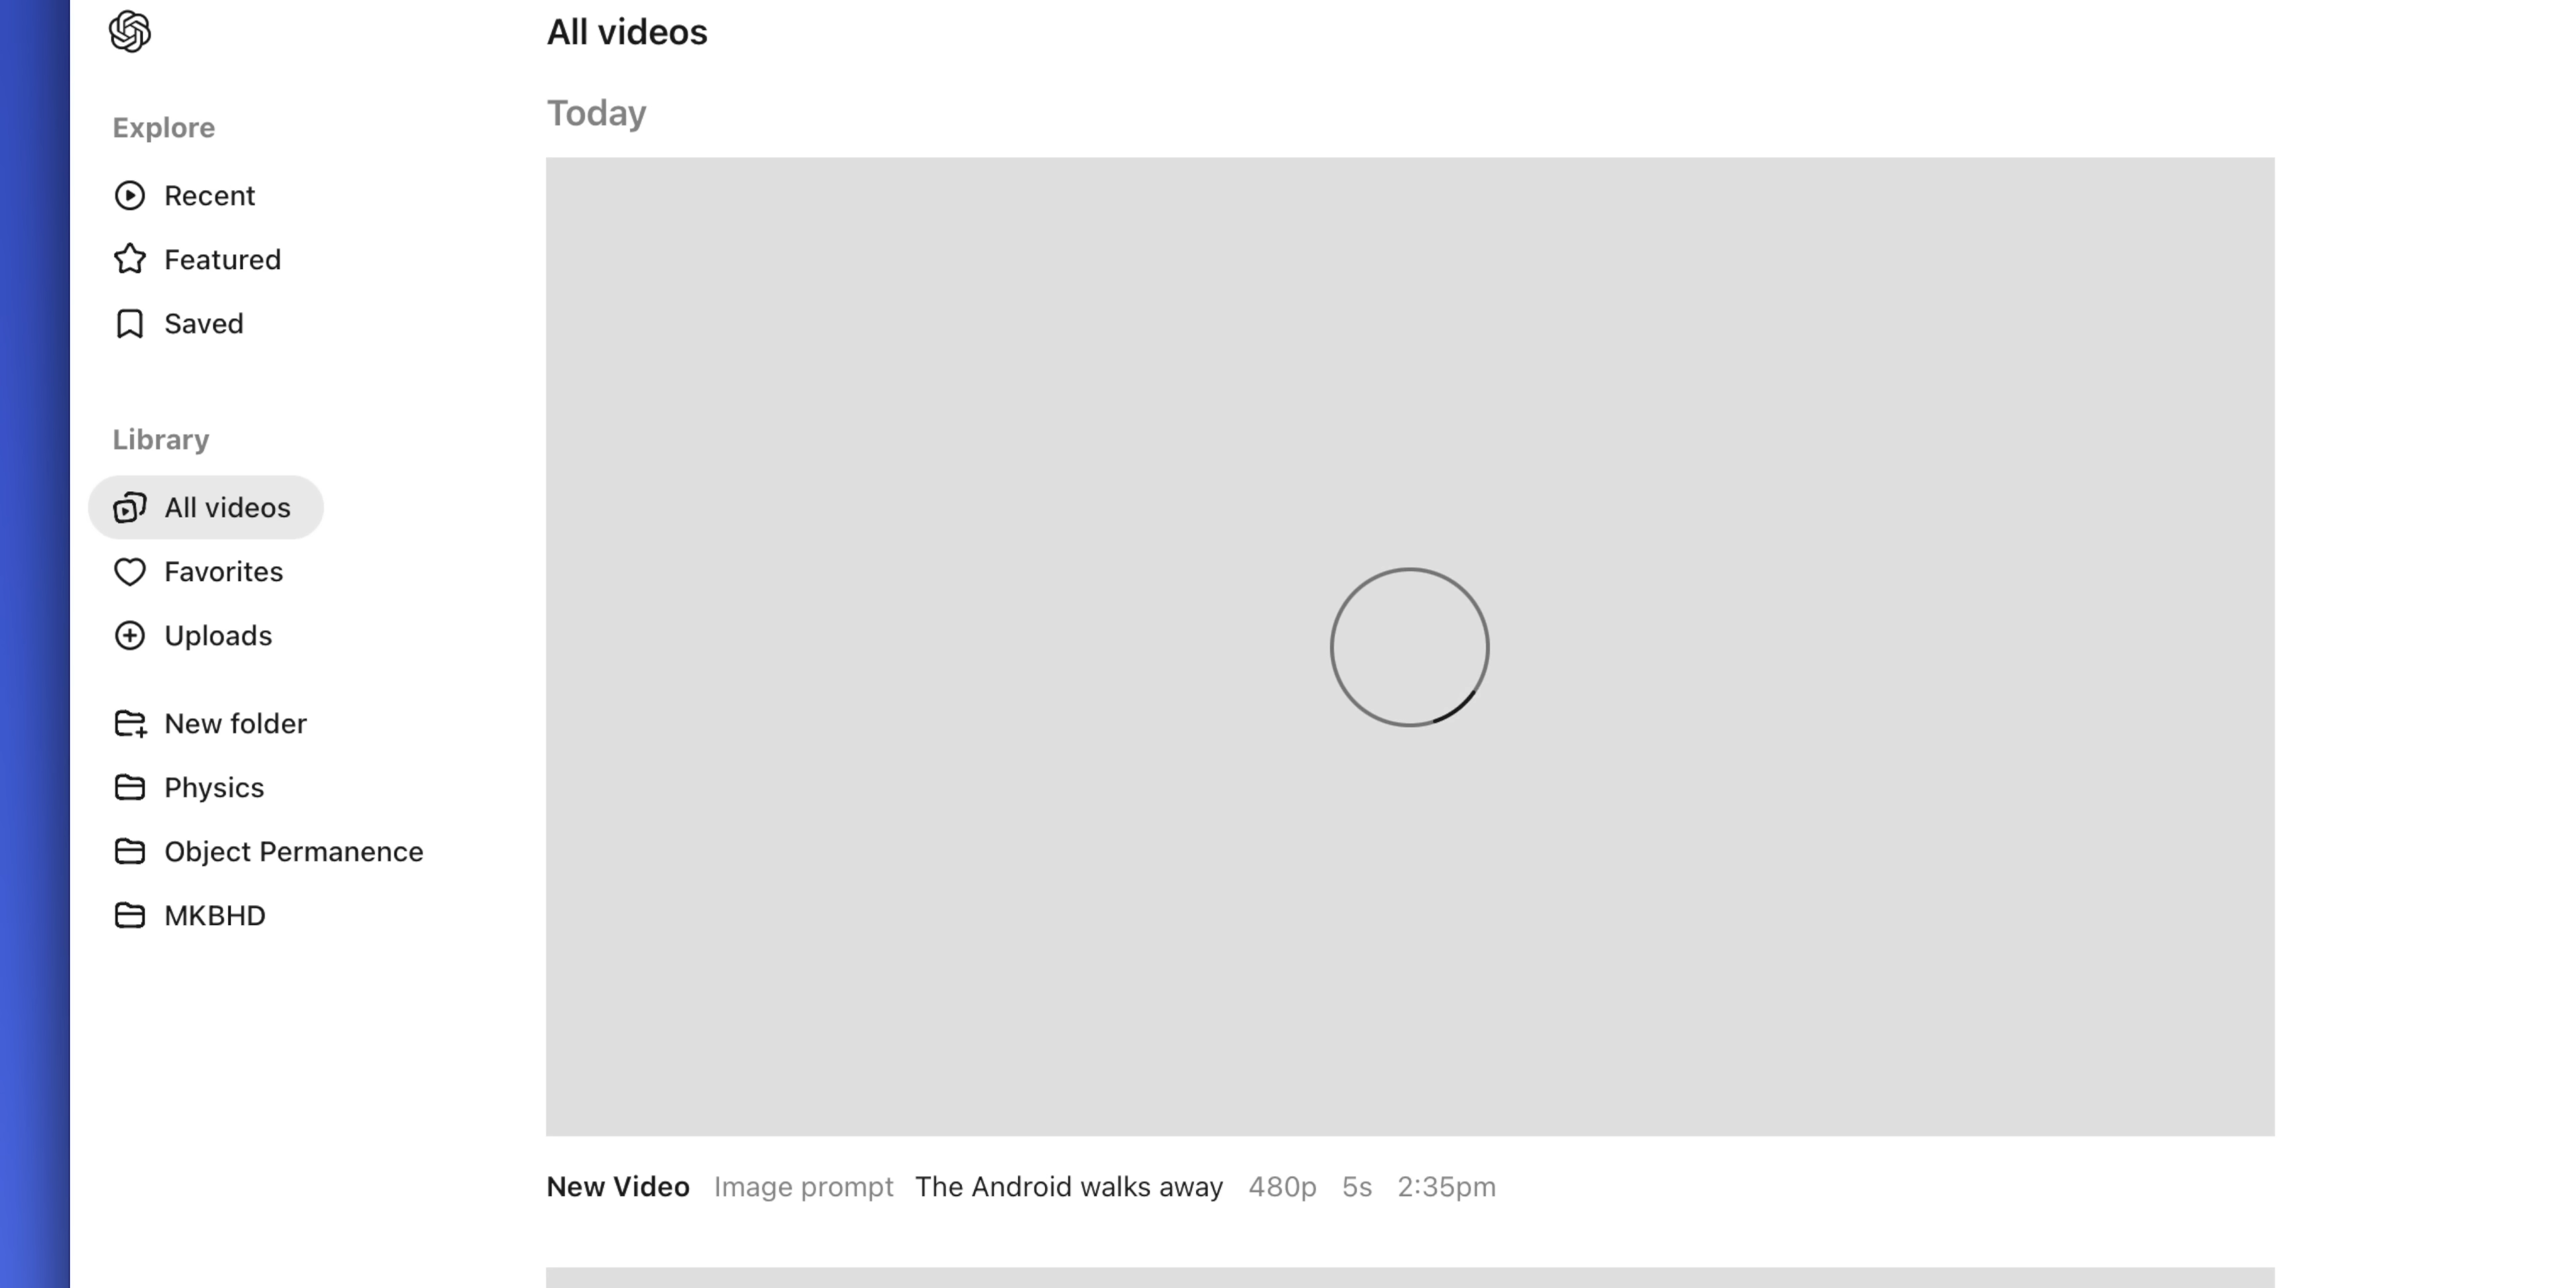 Explore
Recent
Featured
Saved
Library
All videos
Favorites
Uploads
New folder
Physics
Object Permanence
MKBHD
All videos
Today
New Video Image prompt The Android walks away 480p 5s 2:35pm